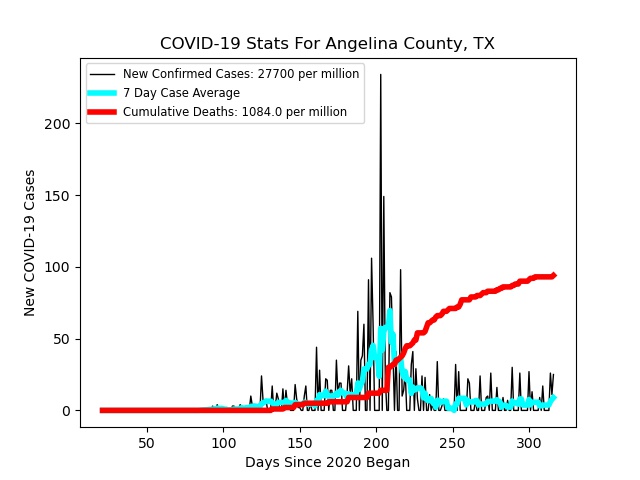 COVID-19 Stats For Angelina County, TX
New Confirmed Cases: 27700 per million
7 Day Case Average
Cumulative Deaths: 1084.0 per million
New COVID-19 Cases
200
150
100
50
0
50 100 150 200 250 300
Days Since 2020 Began